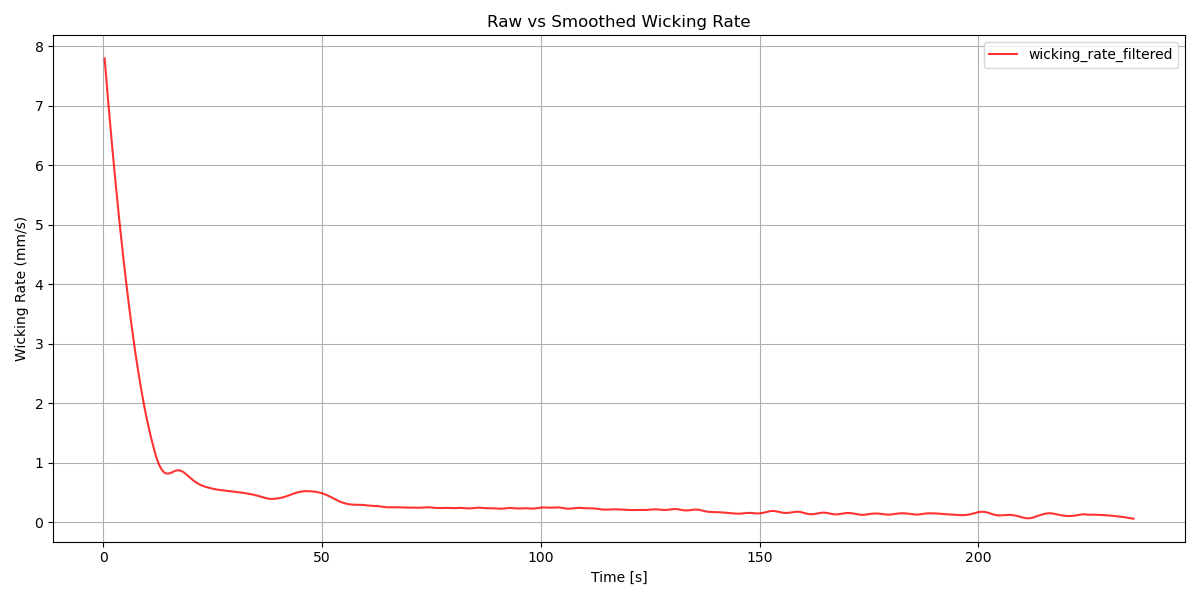 Raw vs Smoothed Wicking Rate
wicking_rate_filtered
Wicking Rate (mm/s)
8
7
6
5
4
3
2
1
0
0 50 100 150 200
Time [s]